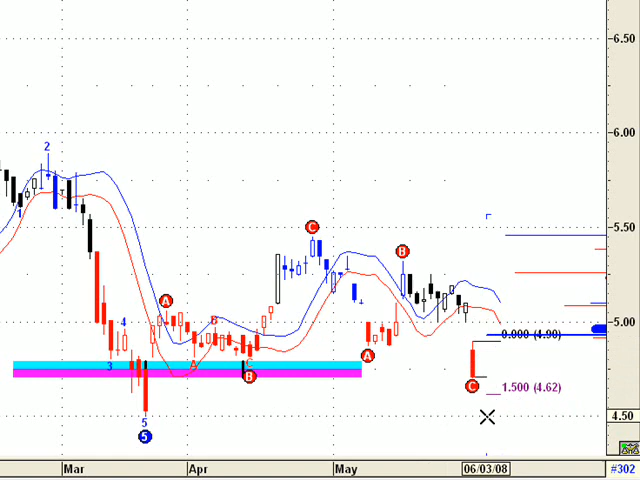 6.50
6.00
5.50
5.00
4.50
2
1
C
A
B
4
B
3
A
C
B
A
C
5
5
0.000 (4.90)
1.500 (4.62)
Mar
Apr
May
06/03/08
#302